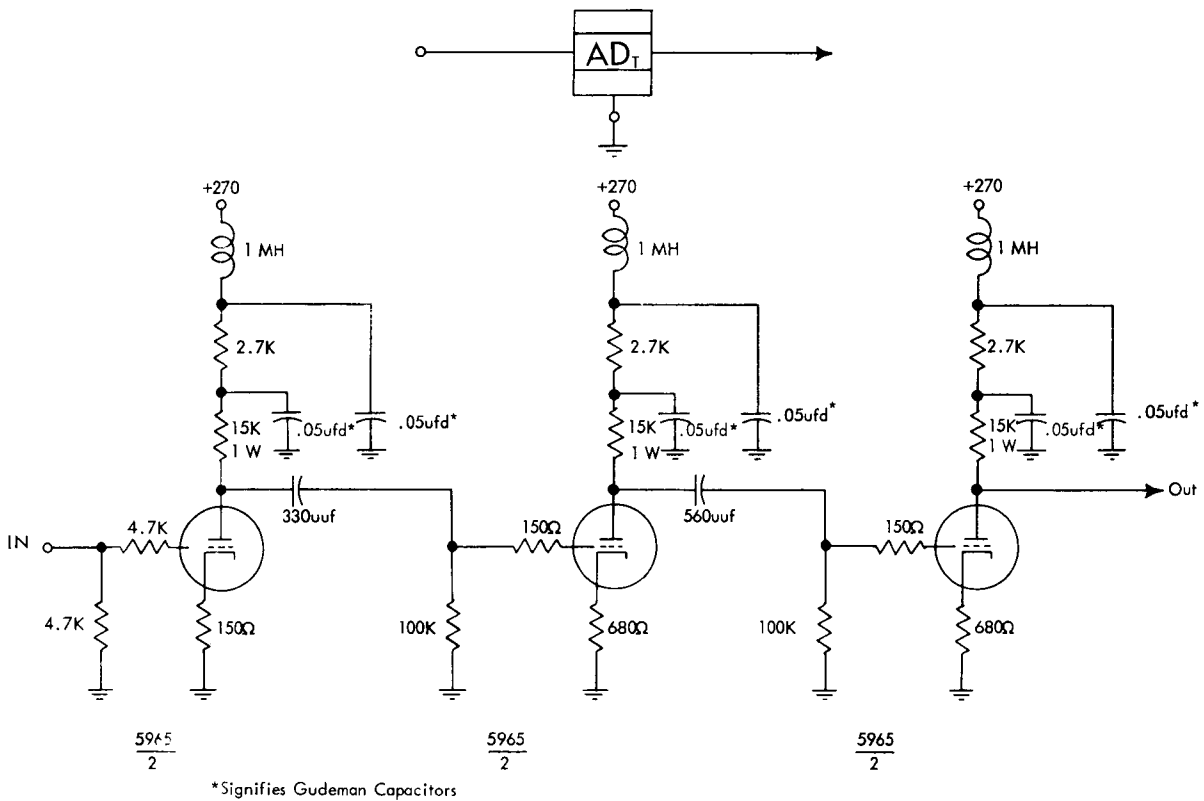 AD_T
+270
+270
+270
1 MH
1 MH
1 MH
2.7K
2.7K
2.7K
15K
1 W
.05ufd*
.05ufd*
15K
1 W
.05ufd*
.05ufd*
15K
1 W
.05ufd*
.05ufd*
330uuf
560uuf
Out
IN
4.7K
150Ω
150Ω
4.7K
150Ω
100K
680Ω
100K
680Ω
5965
2
5965
2
5965
2
*Signifies Gudeman Capacitors